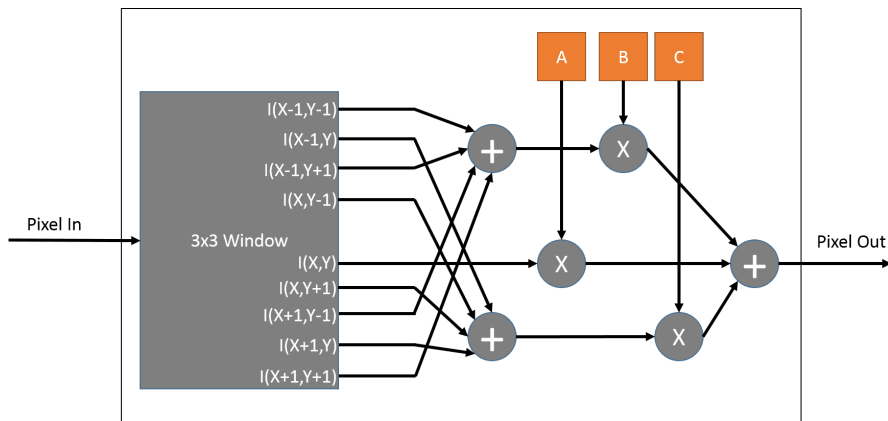 A
B
C
I(X-1,Y-1)
I(X-1,Y)
+
X
I(X-1,Y+1)
I(X,Y-1)
Pixel In
3x3 Window
Pixel Out
I(X,Y)
X
+
I(X,Y+1)
I(X+1,Y-1)
+
X
I(X+1,Y)
I(X+1,Y+1)